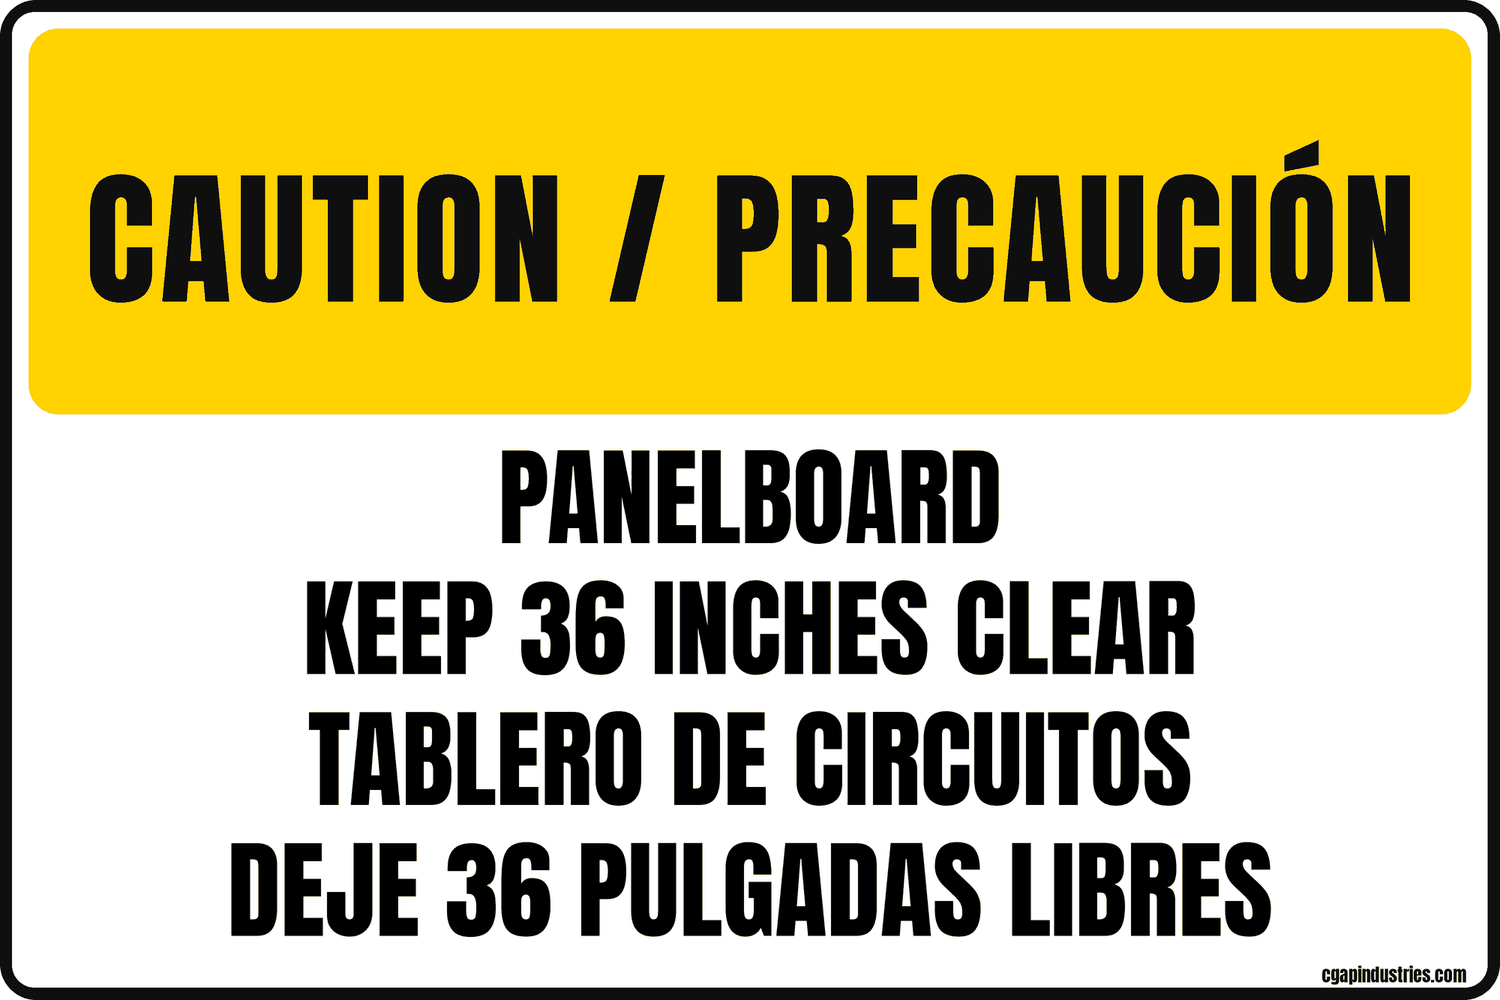 CAUTION / PRECAUCIÓN
PANELBOARD
KEEP 36 INCHES CLEAR
TABLERO DE CIRCUITOS
DEJE 36 PULGADAS LIBRES
cgapindustries.com